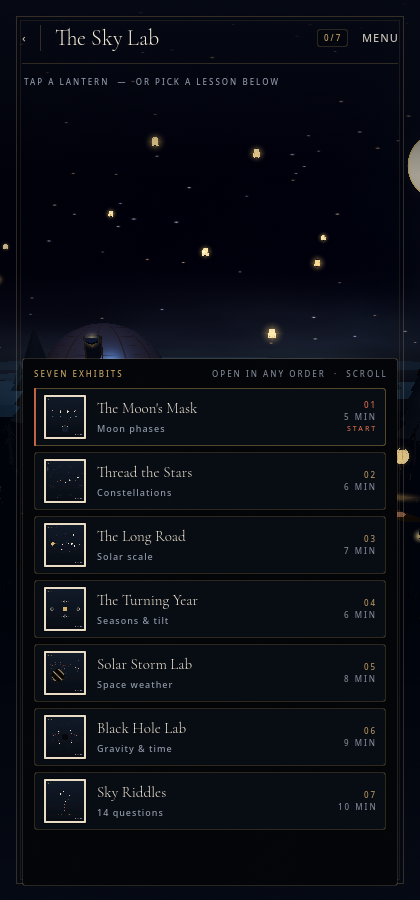 ‹ The Sky Lab 0/7 MENU
TAP A LANTERN — OR PICK A LESSON BELOW
SEVEN EXHIBITS OPEN IN ANY ORDER · SCROLL
The Moon's Mask
Moon phases
01
5 MIN
START
Thread the Stars
Constellations
02
6 MIN
The Long Road
Solar scale
03
7 MIN
The Turning Year
Seasons & tilt
04
6 MIN
Solar Storm Lab
Space weather
05
8 MIN
Black Hole Lab
Gravity & time
06
9 MIN
Sky Riddles
14 questions
07
10 MIN